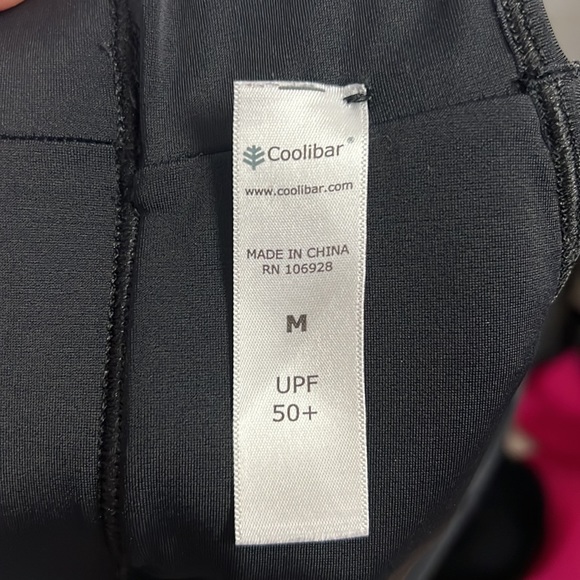 Coolibar®
www.coolibar.com
MADE IN CHINA
RN 106928
M
UPF
50+